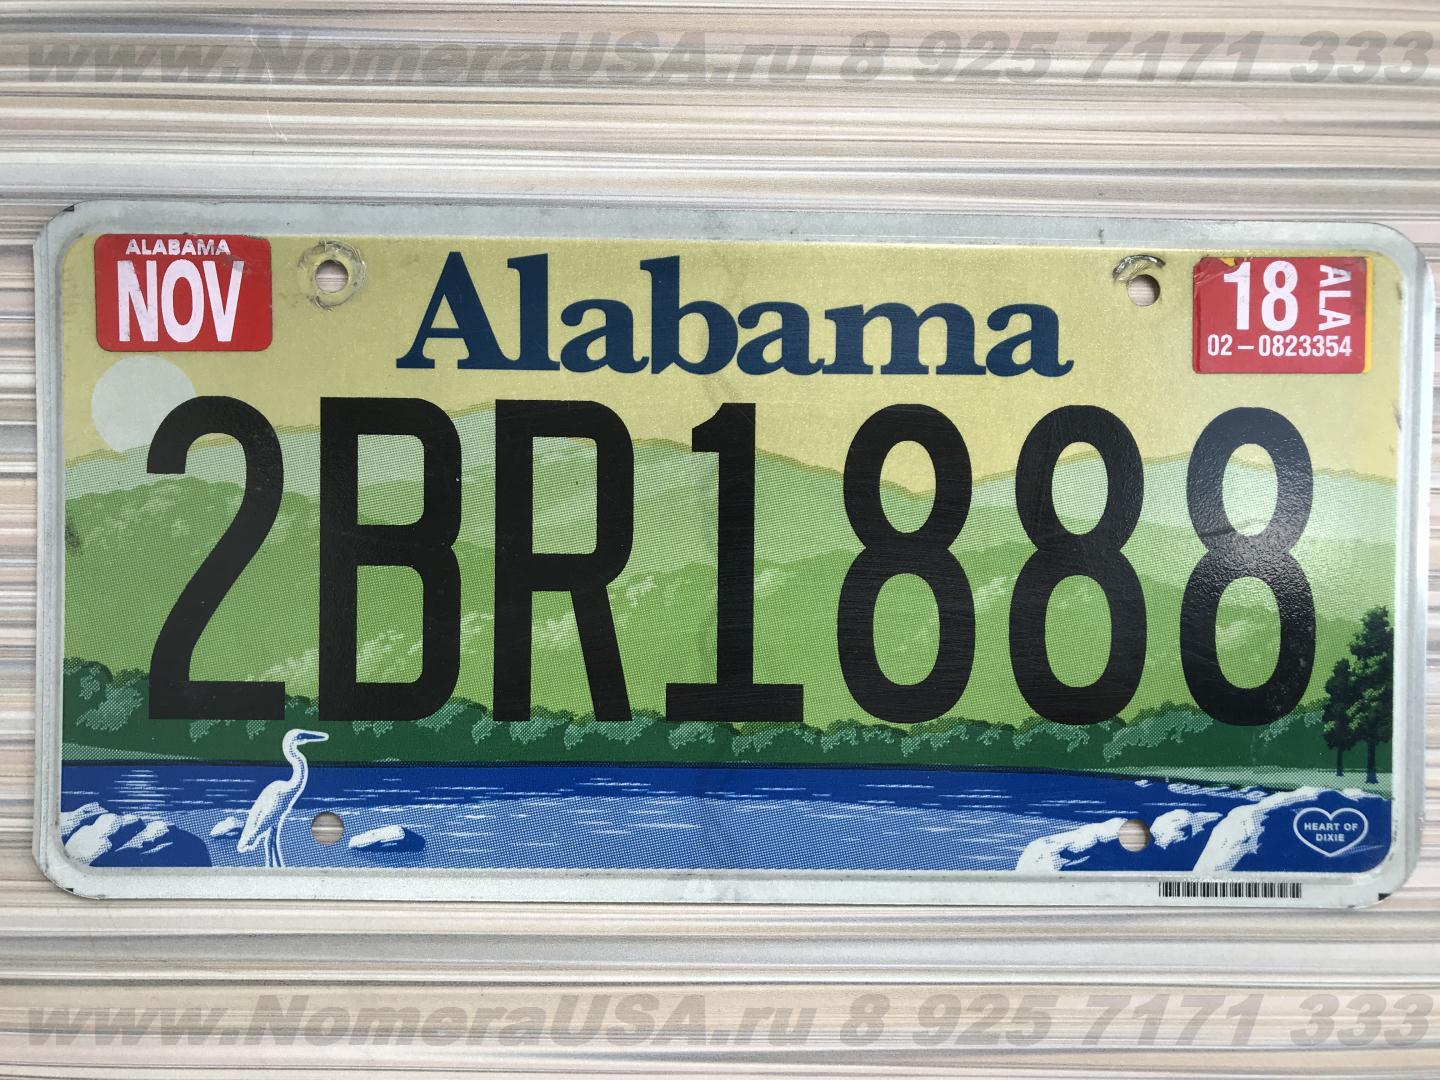 www.NomeraUSA.ru 8 925 7171 333
ALABAMA
NOV
Alabama
18 ALA
02-0823354
2BR1888
HEART OF
DIXIE
www.NomeraUSA.ru 8 925 7171 333